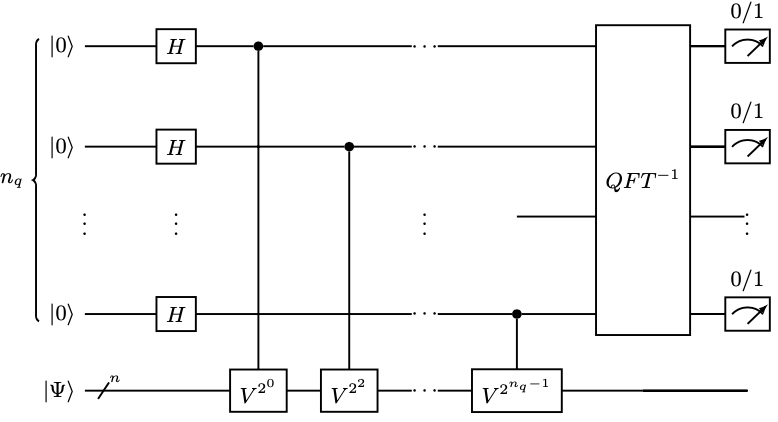 0/1
|0⟩ H
0/1
|0⟩ H
n_q QFT^{-1}
⋮ ⋮ ⋮ ⋮
0/1
|0⟩ H
|Ψ⟩ n V^{2^0} V^{2^2} V^{2^{n_q-1}}